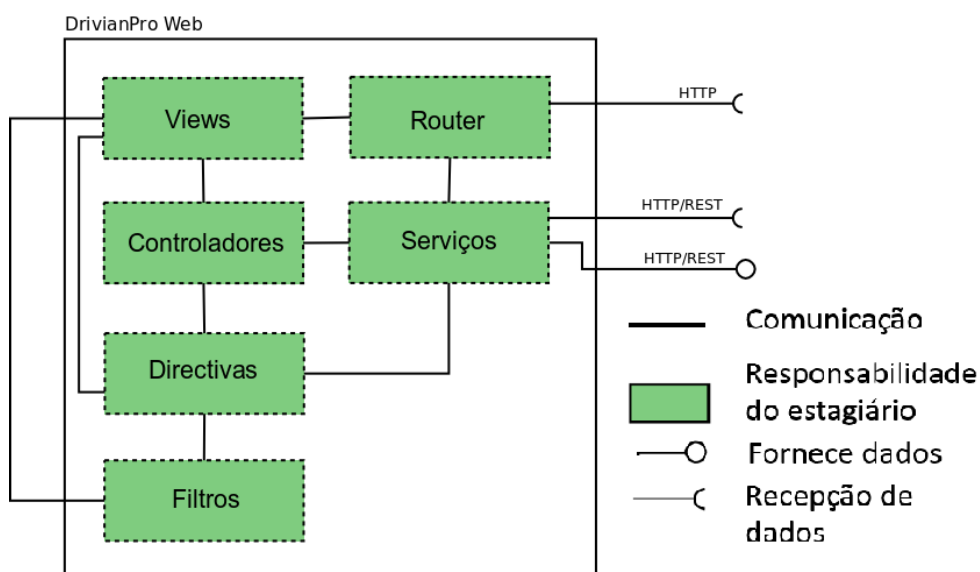 DrivianPro Web
Views
Router
HTTP
Controladores
Serviços
HTTP/REST
HTTP/REST
Directivas
Filtros
Comunicação
Responsabilidade
do estagiário
Fornece dados
Recepção de
dados